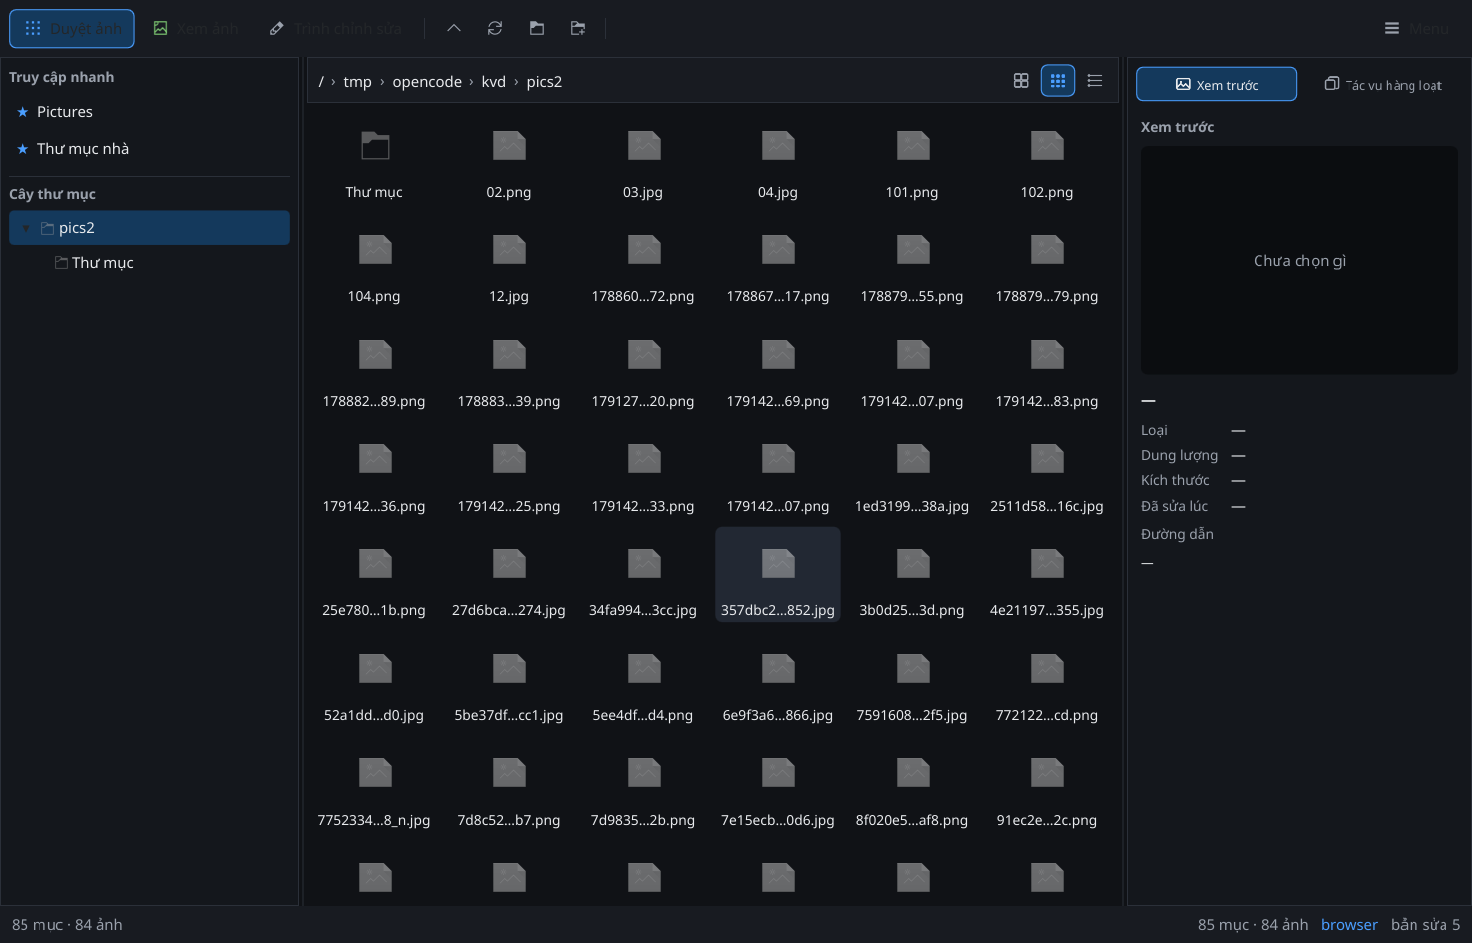 Duyệt ảnh Xem ảnh Trình chỉnh sửa Menu
Truy cập nhanh
Pictures
Thư mục nhà
Cây thư mục
pics2
Thư mục
/ › tmp › opencode › kvd › pics2
Thư mục 02.png 03.jpg 04.jpg 101.png 102.png
104.png 12.jpg 178860...72.png 178867...17.png 178879...55.png 178879...79.png
178882...89.png 178883...39.png 179127...20.png 179142...69.png 179142...07.png 179142...83.png
179142...36.png 179142...25.png 179142...33.png 179142...07.png 1ed3199...38a.jpg 2511d58...16c.jpg
25e780...1b.png 27d6bca...274.jpg 34fa994...3cc.jpg 357dbc2...852.jpg 3b0d25...3d.png 4e21197...355.jpg
52a1dd...d0.jpg 5be37df...cc1.jpg 5ee4df...d4.png 6e9f3a6...866.jpg 7591608...2f5.jpg 772122...cd.png
7752334...8_n.jpg 7d8c52...b7.png 7d9835...2b.png 7e15ecb...0d6.jpg 8f020e5...af8.png 91ec2e...2c.png
Xem trước Tác vụ hàng loạt
Xem trước
Chưa chọn gì
—
Loại —
Dung lượng —
Kích thước —
Đã sửa lúc —
Đường dẫn
—
85 mục · 84 ảnh
85 mục · 84 ảnh browser bản sửa 5